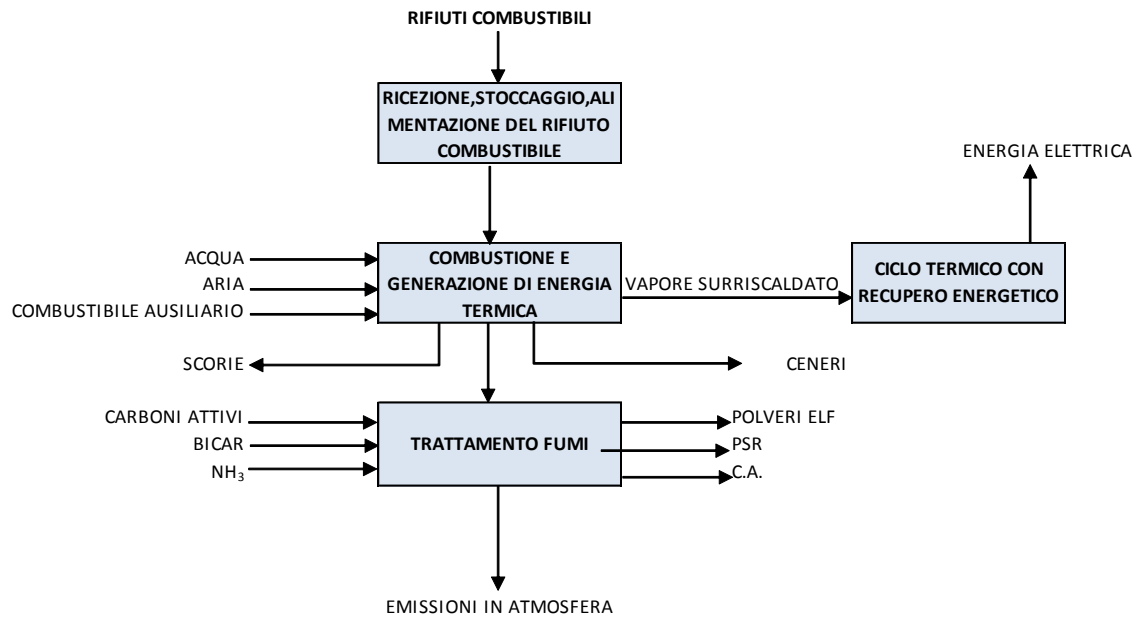 RIFIUTI COMBUSTIBILI
RICEZIONE,STOCCAGGIO,ALI
MENTAZIONE DEL RIFIUTO
COMBUSTIBILE
ENERGIA ELETTRICA
ACQUA
ARIA
COMBUSTIBILE AUSILIARIO
COMBUSTIONE E
GENERAZIONE DI ENERGIA
TERMICA
VAPORE SURRISCALDATO
CICLO TERMICO CON
RECUPERO ENERGETICO
SCORIE
CENERI
CARBONI ATTIVI
BICAR
NH₃
TRATTAMENTO FUMI
POLVERI ELF
PSR
C.A.
EMISSIONI IN ATMOSFERA